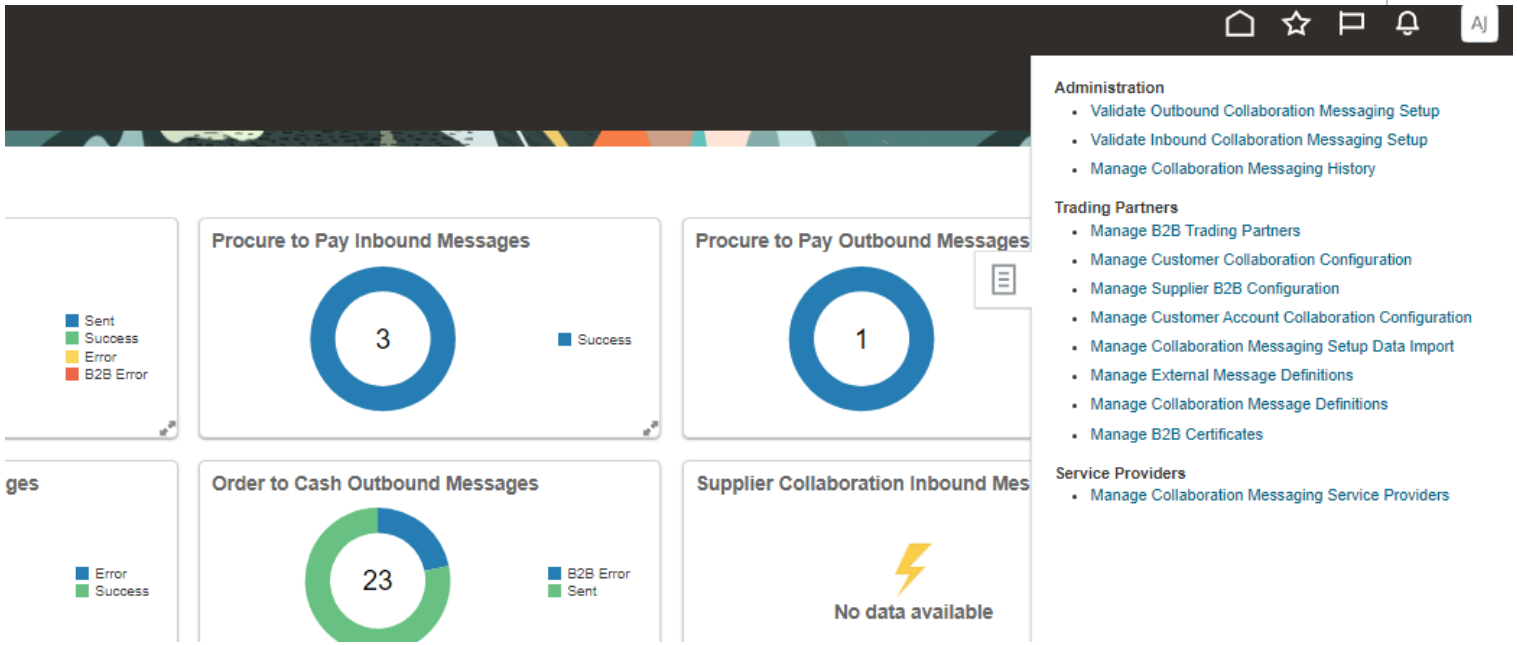 AJ
Administration
Validate Outbound Collaboration Messaging Setup
Validate Inbound Collaboration Messaging Setup
Manage Collaboration Messaging History
Trading Partners
Manage B2B Trading Partners
Manage Customer Collaboration Configuration
Manage Supplier B2B Configuration
Manage Customer Account Collaboration Configuration
Manage Collaboration Messaging Setup Data Import
Manage External Message Definitions
Manage Collaboration Message Definitions
Manage B2B Certificates
Service Providers
Manage Collaboration Messaging Service Providers
Sent
Success
Error
B2B Error
Procure to Pay Inbound Messages
3
Success
Procure to Pay Outbound Messages
1
ges
Error
Success
Order to Cash Outbound Messages
23
B2B Error
Sent
Supplier Collaboration Inbound Mes
No data available